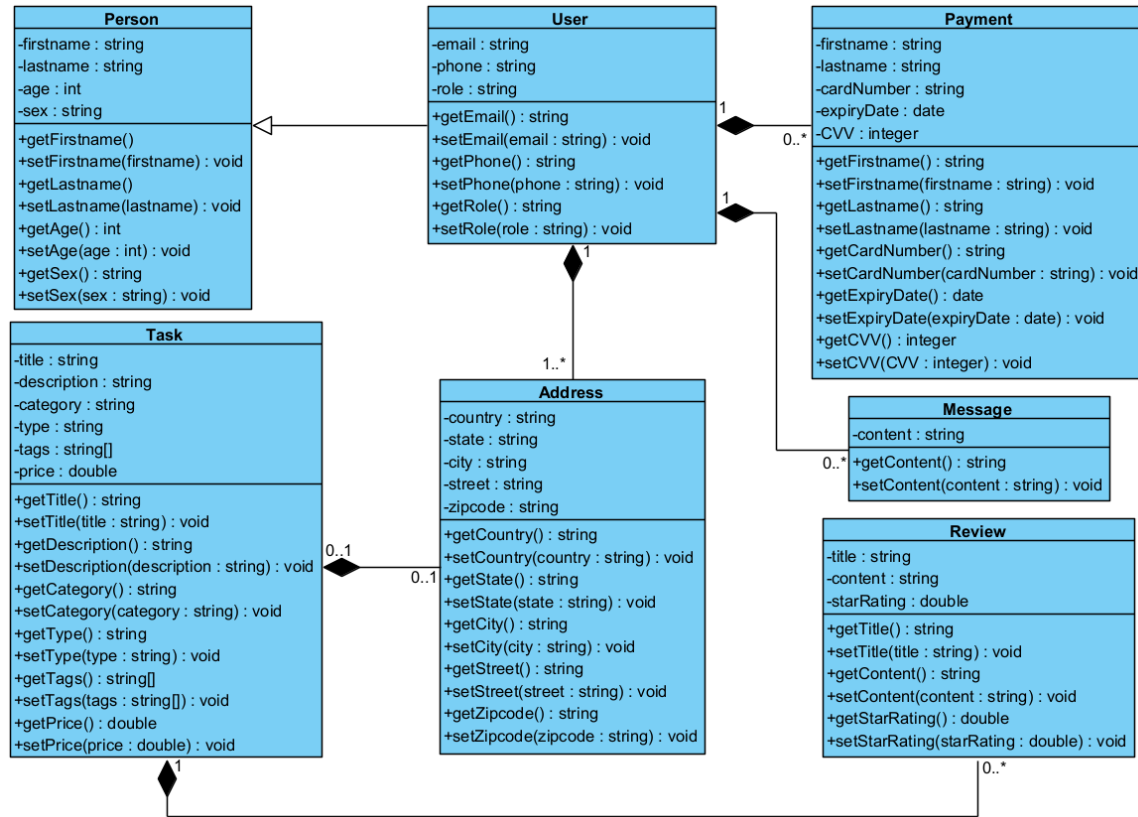 Person
-firstname : string
-lastname : string
-age : int
-sex : string
+getFirstname()
+setFirstname(firstname) : void
+getLastname()
+setLastname(lastname) : void
+getAge() : int
+setAge(age : int) : void
+getSex() : string
+setSex(sex : string) : void
User
-email : string
-phone : string
-role : string
+getEmail() : string
+setEmail(email : string) : void
+getPhone() : string
+setPhone(phone : string) : void
+getRole() : string
+setRole(role : string) : void
1
0..*
1
0..*
1
1..*
Payment
-firstname : string
-lastname : string
-cardNumber : string
-expiryDate : date
-CVV : integer
+getFirstname() : string
+setFirstname(firstname : string) : void
+getLastname() : string
+setLastname(lastname : string) : void
+getCardNumber() : string
+setCardNumber(cardNumber : string) : void
+getExpiryDate() : date
+setExpiryDate(expiryDate : date) : void
+getCVV() : integer
+setCVV(CVV : integer) : void
Task
-title : string
-description : string
-category : string
-type : string
-tags : string[]
-price : double
+getTitle() : string
+setTitle(title : string) : void
+getDescription() : string
+setDescription(description : string) : void
+getCategory() : string
+setCategory(category : string) : void
+getType() : string
+setType(type : string) : void
+getTags() : string[]
+setTags(tags : string[]) : void
+getPrice() : double
+setPrice(price : double) : void
0..1
0..1
1
0..*
Address
-country : string
-state : string
-city : string
-street : string
-zipcode : string
+getCountry() : string
+setCountry(country : string) : void
+getState() : string
+setState(state : string) : void
+getCity() : string
+setCity(city : string) : void
+getStreet() : string
+setStreet(street : string) : void
+getZipcode() : string
+setZipcode(zipcode : string) : void
Message
-content : string
+getContent() : string
+setContent(content : string) : void
Review
-title : string
-content : string
-starRating : double
+getTitle() : string
+setTitle(title : string) : void
+getContent() : string
+setContent(content : string) : void
+getStarRating() : double
+setStarRating(starRating : double) : void